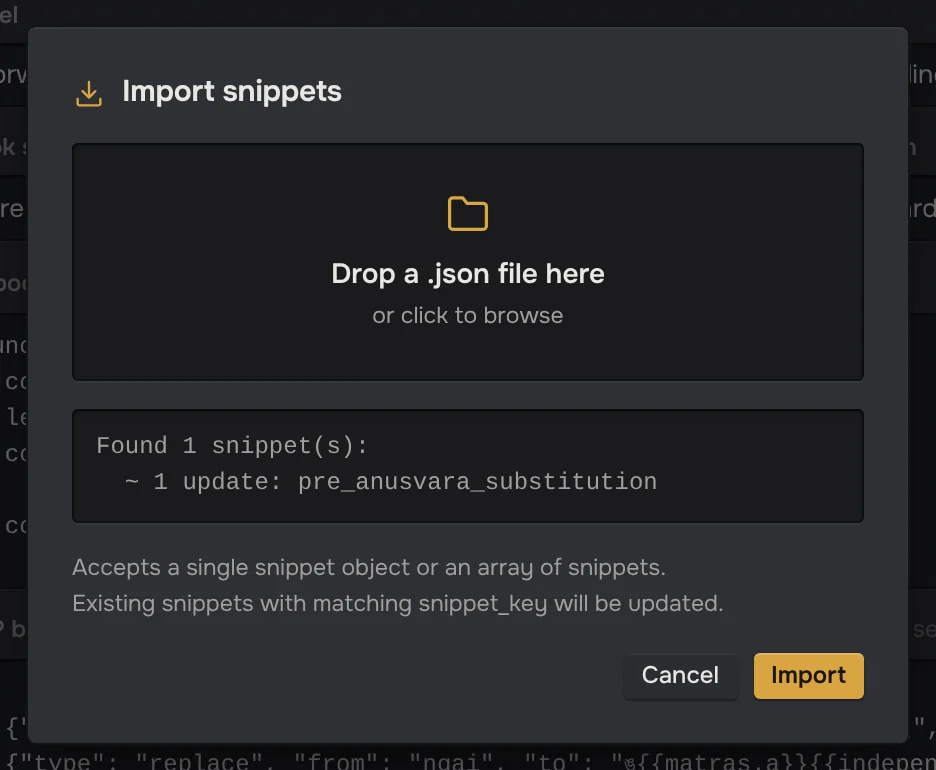 el
Import snippets
Drop a .json file here
or click to browse
Found 1 snippet(s):
~ 1 update: pre_anusvara_substitution
Accepts a single snippet object or an array of snippets.
Existing snippets with matching snippet_key will be updated.
Cancel
Import
{"type": "replace", "from": "ngai", "to":